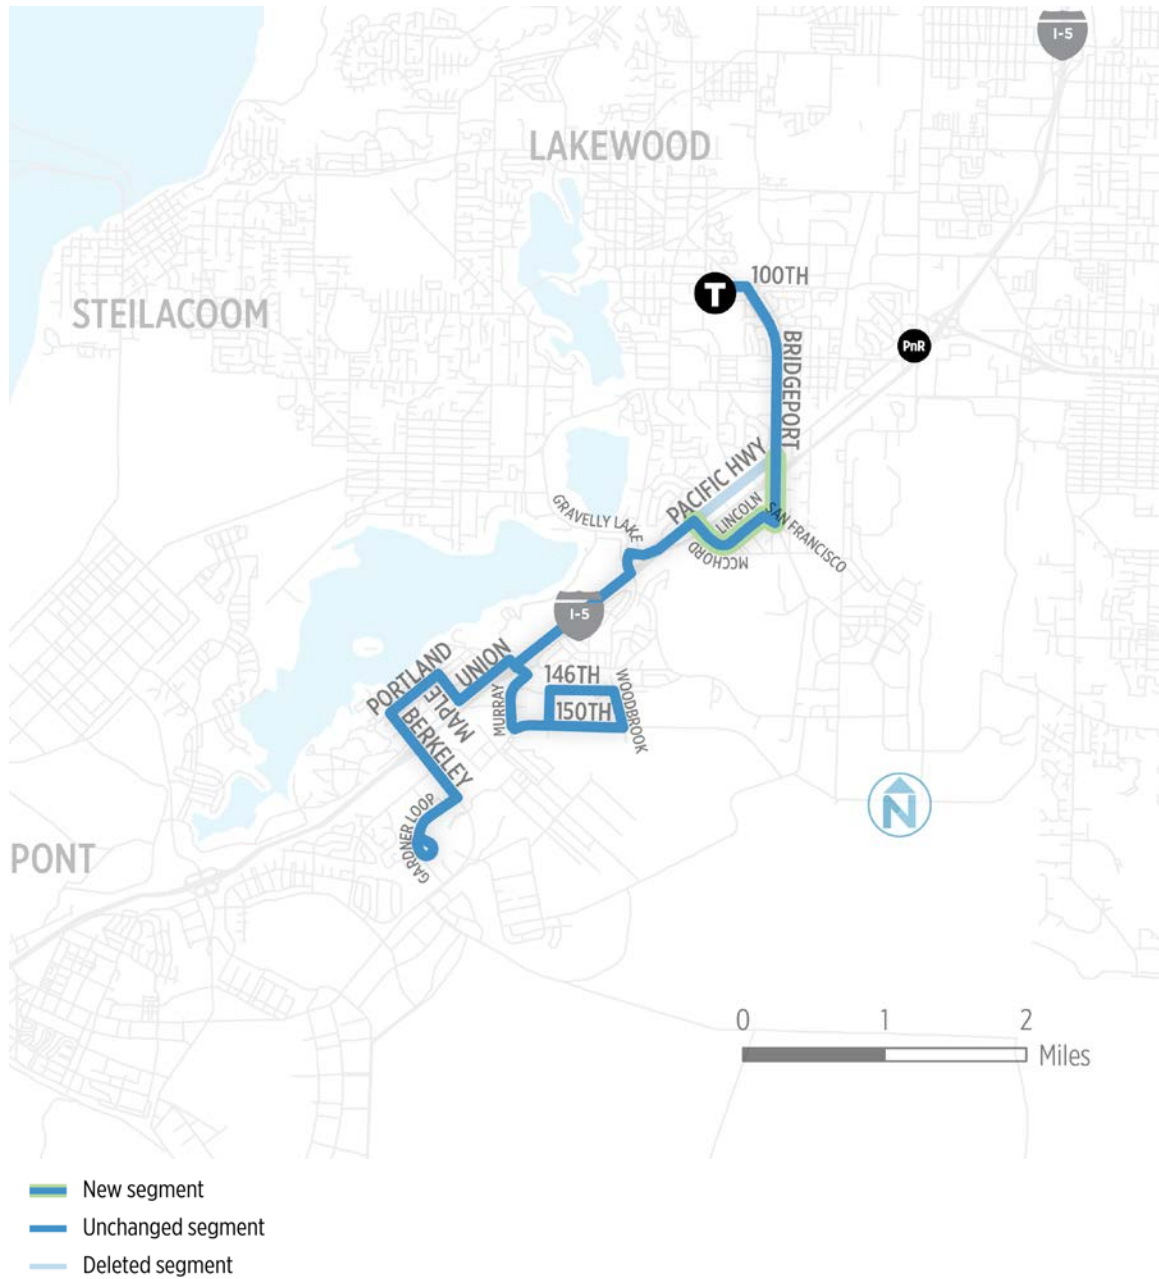 I-5
LAKEWOOD
100TH
T
STEILACOOM
BRIDGEPORT
PnR
PACIFIC HWY
LINCOLN
SAN FRANCISCO
GRAVELLY LAKE
MCCHORD
I-5
UNION
PORTLAND
MAPLE
146TH
WOODBROOK
MURRAY
150TH
BERKELEY
GARDNER LOOP
N
PONT
0 1 2
Miles
New segment
Unchanged segment
Deleted segment